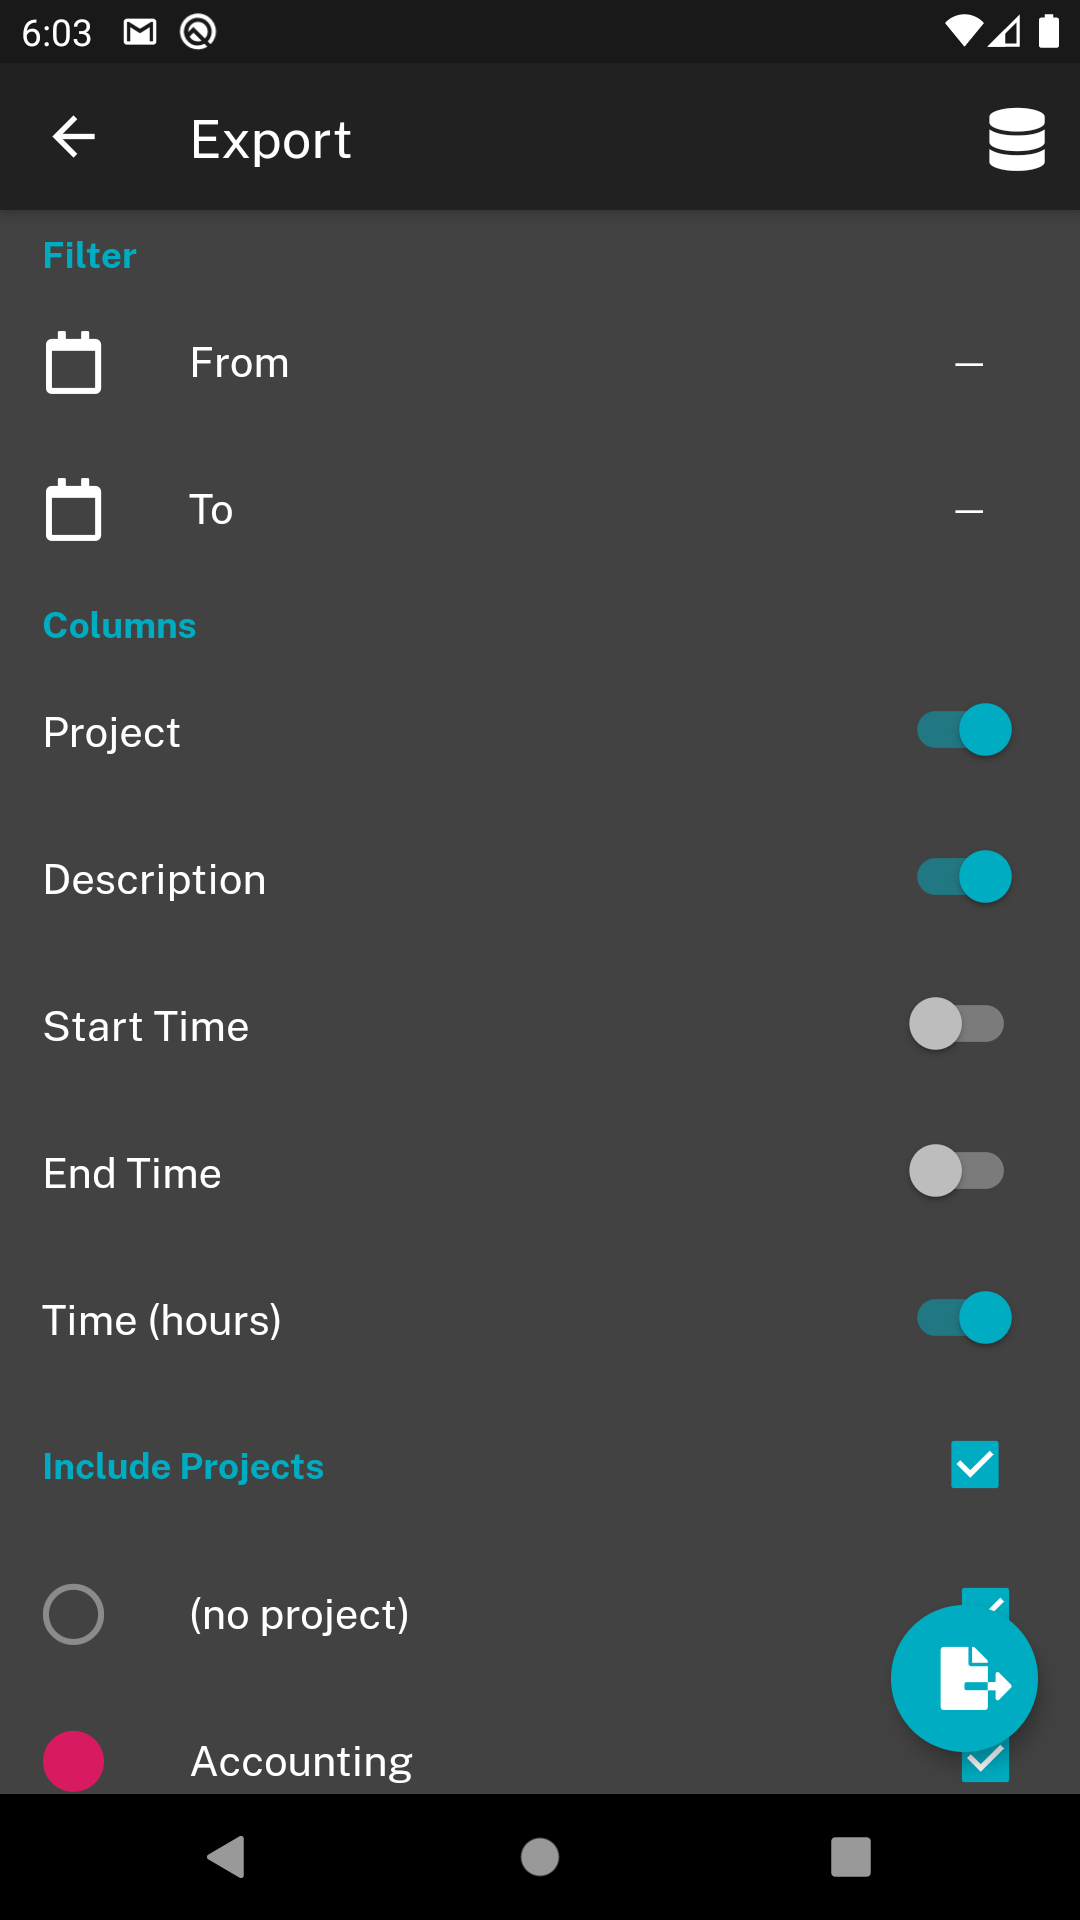 6:03
Export
Filter
From —
To —
Columns
Project
Description
Start Time
End Time
Time (hours)
Include Projects
(no project)
Accounting